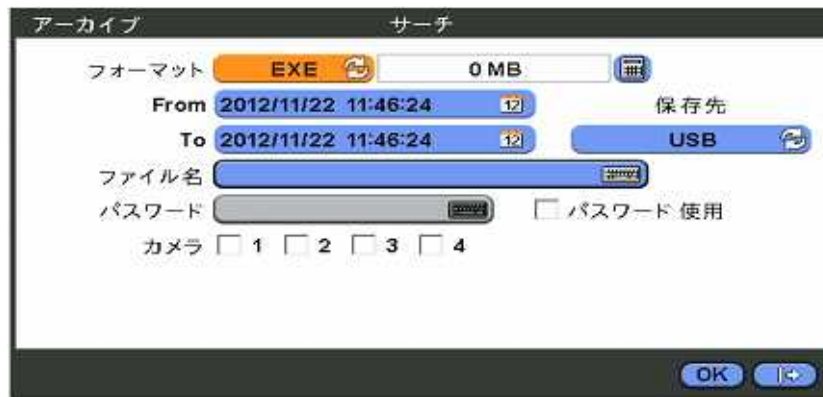 アーカイブ サーチ
フォーマット EXE 0 MB
From 2012/11/22 11:46:24 12 保存先
To 2012/11/22 11:46:24 12 USB
ファイル名
パスワード パスワード 使用
カメラ 1 2 3 4
OK